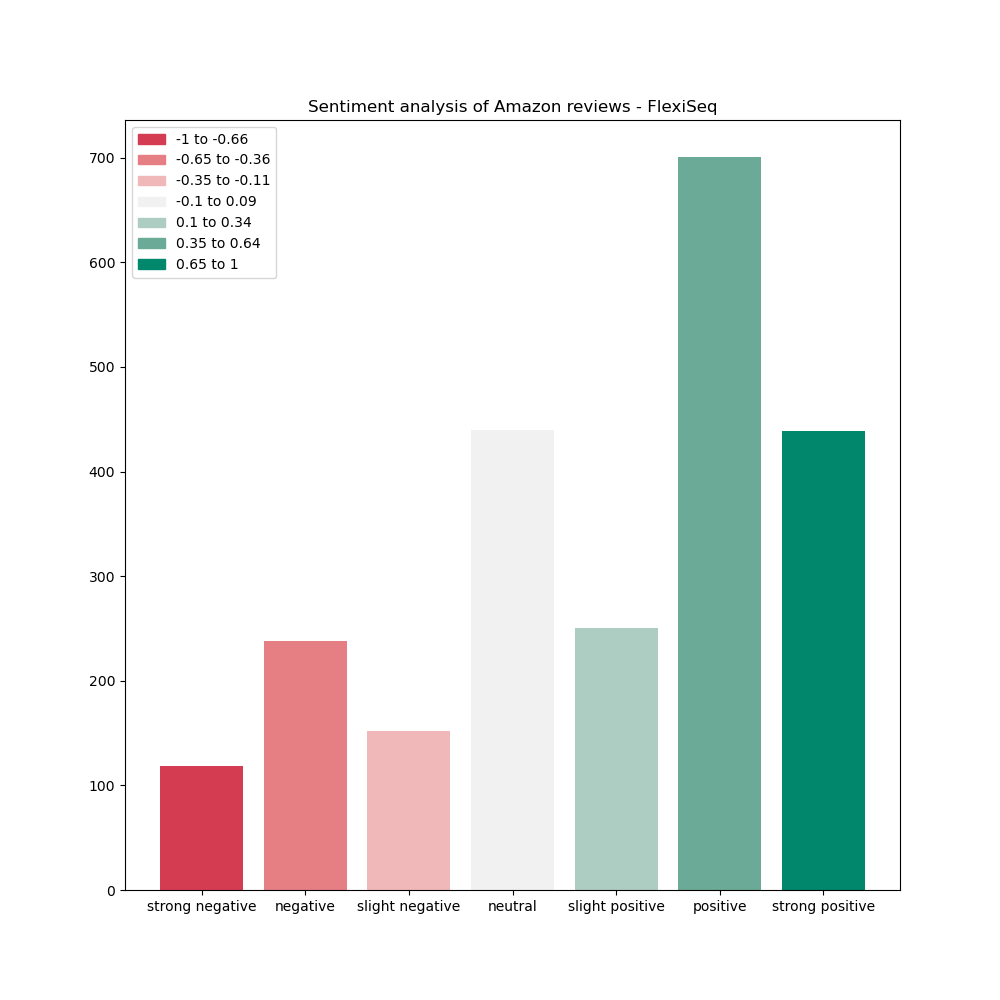 Sentiment analysis of Amazon reviews - FlexiSeq
-1 to -0.66
-0.65 to -0.36
-0.35 to -0.11
-0.1 to 0.09
0.1 to 0.34
0.35 to 0.64
0.65 to 1
700
600
500
400
300
200
100
0
strong negative negative slight negative neutral slight positive positive strong positive